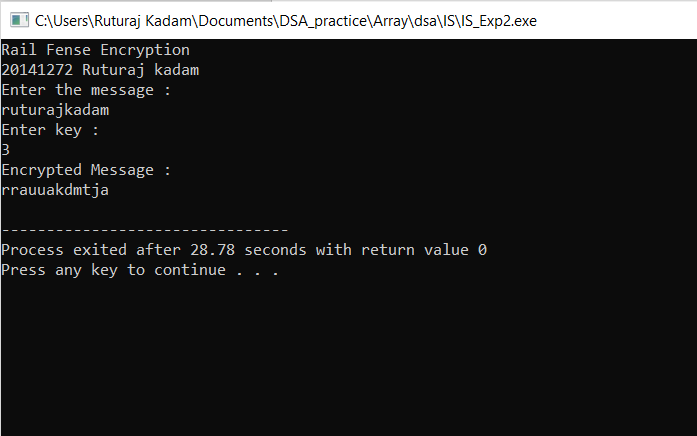 C:\Users\Ruturaj Kadam\Documents\DSA_practice\Array\dsa\IS\IS_Exp2.exe
Rail Fense Encryption
20141272 Ruturaj kadam
Enter the message :
ruturajkadam
Enter key :
3
Encrypted Message :
rrauuakdmtja
--------------------------------
Process exited after 28.78 seconds with return value 0
Press any key to continue . . .